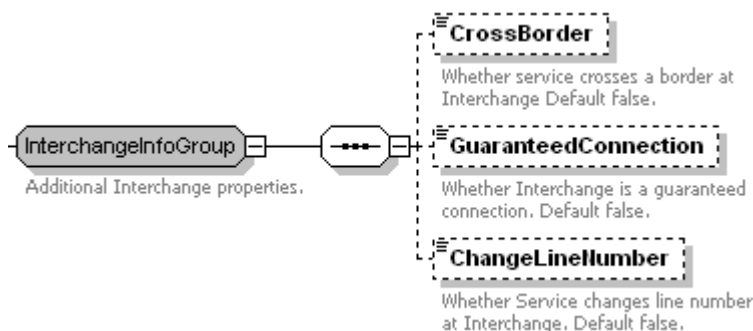 CrossBorder
Whether service crosses a border at
Interchange Default false.
InterchangeInfoGroup
Additional Interchange properties.
GuaranteedConnection
Whether Interchange is a guaranteed
connection. Default false.
ChangeLineNumber
Whether Service changes line number
at Interchange. Default false.